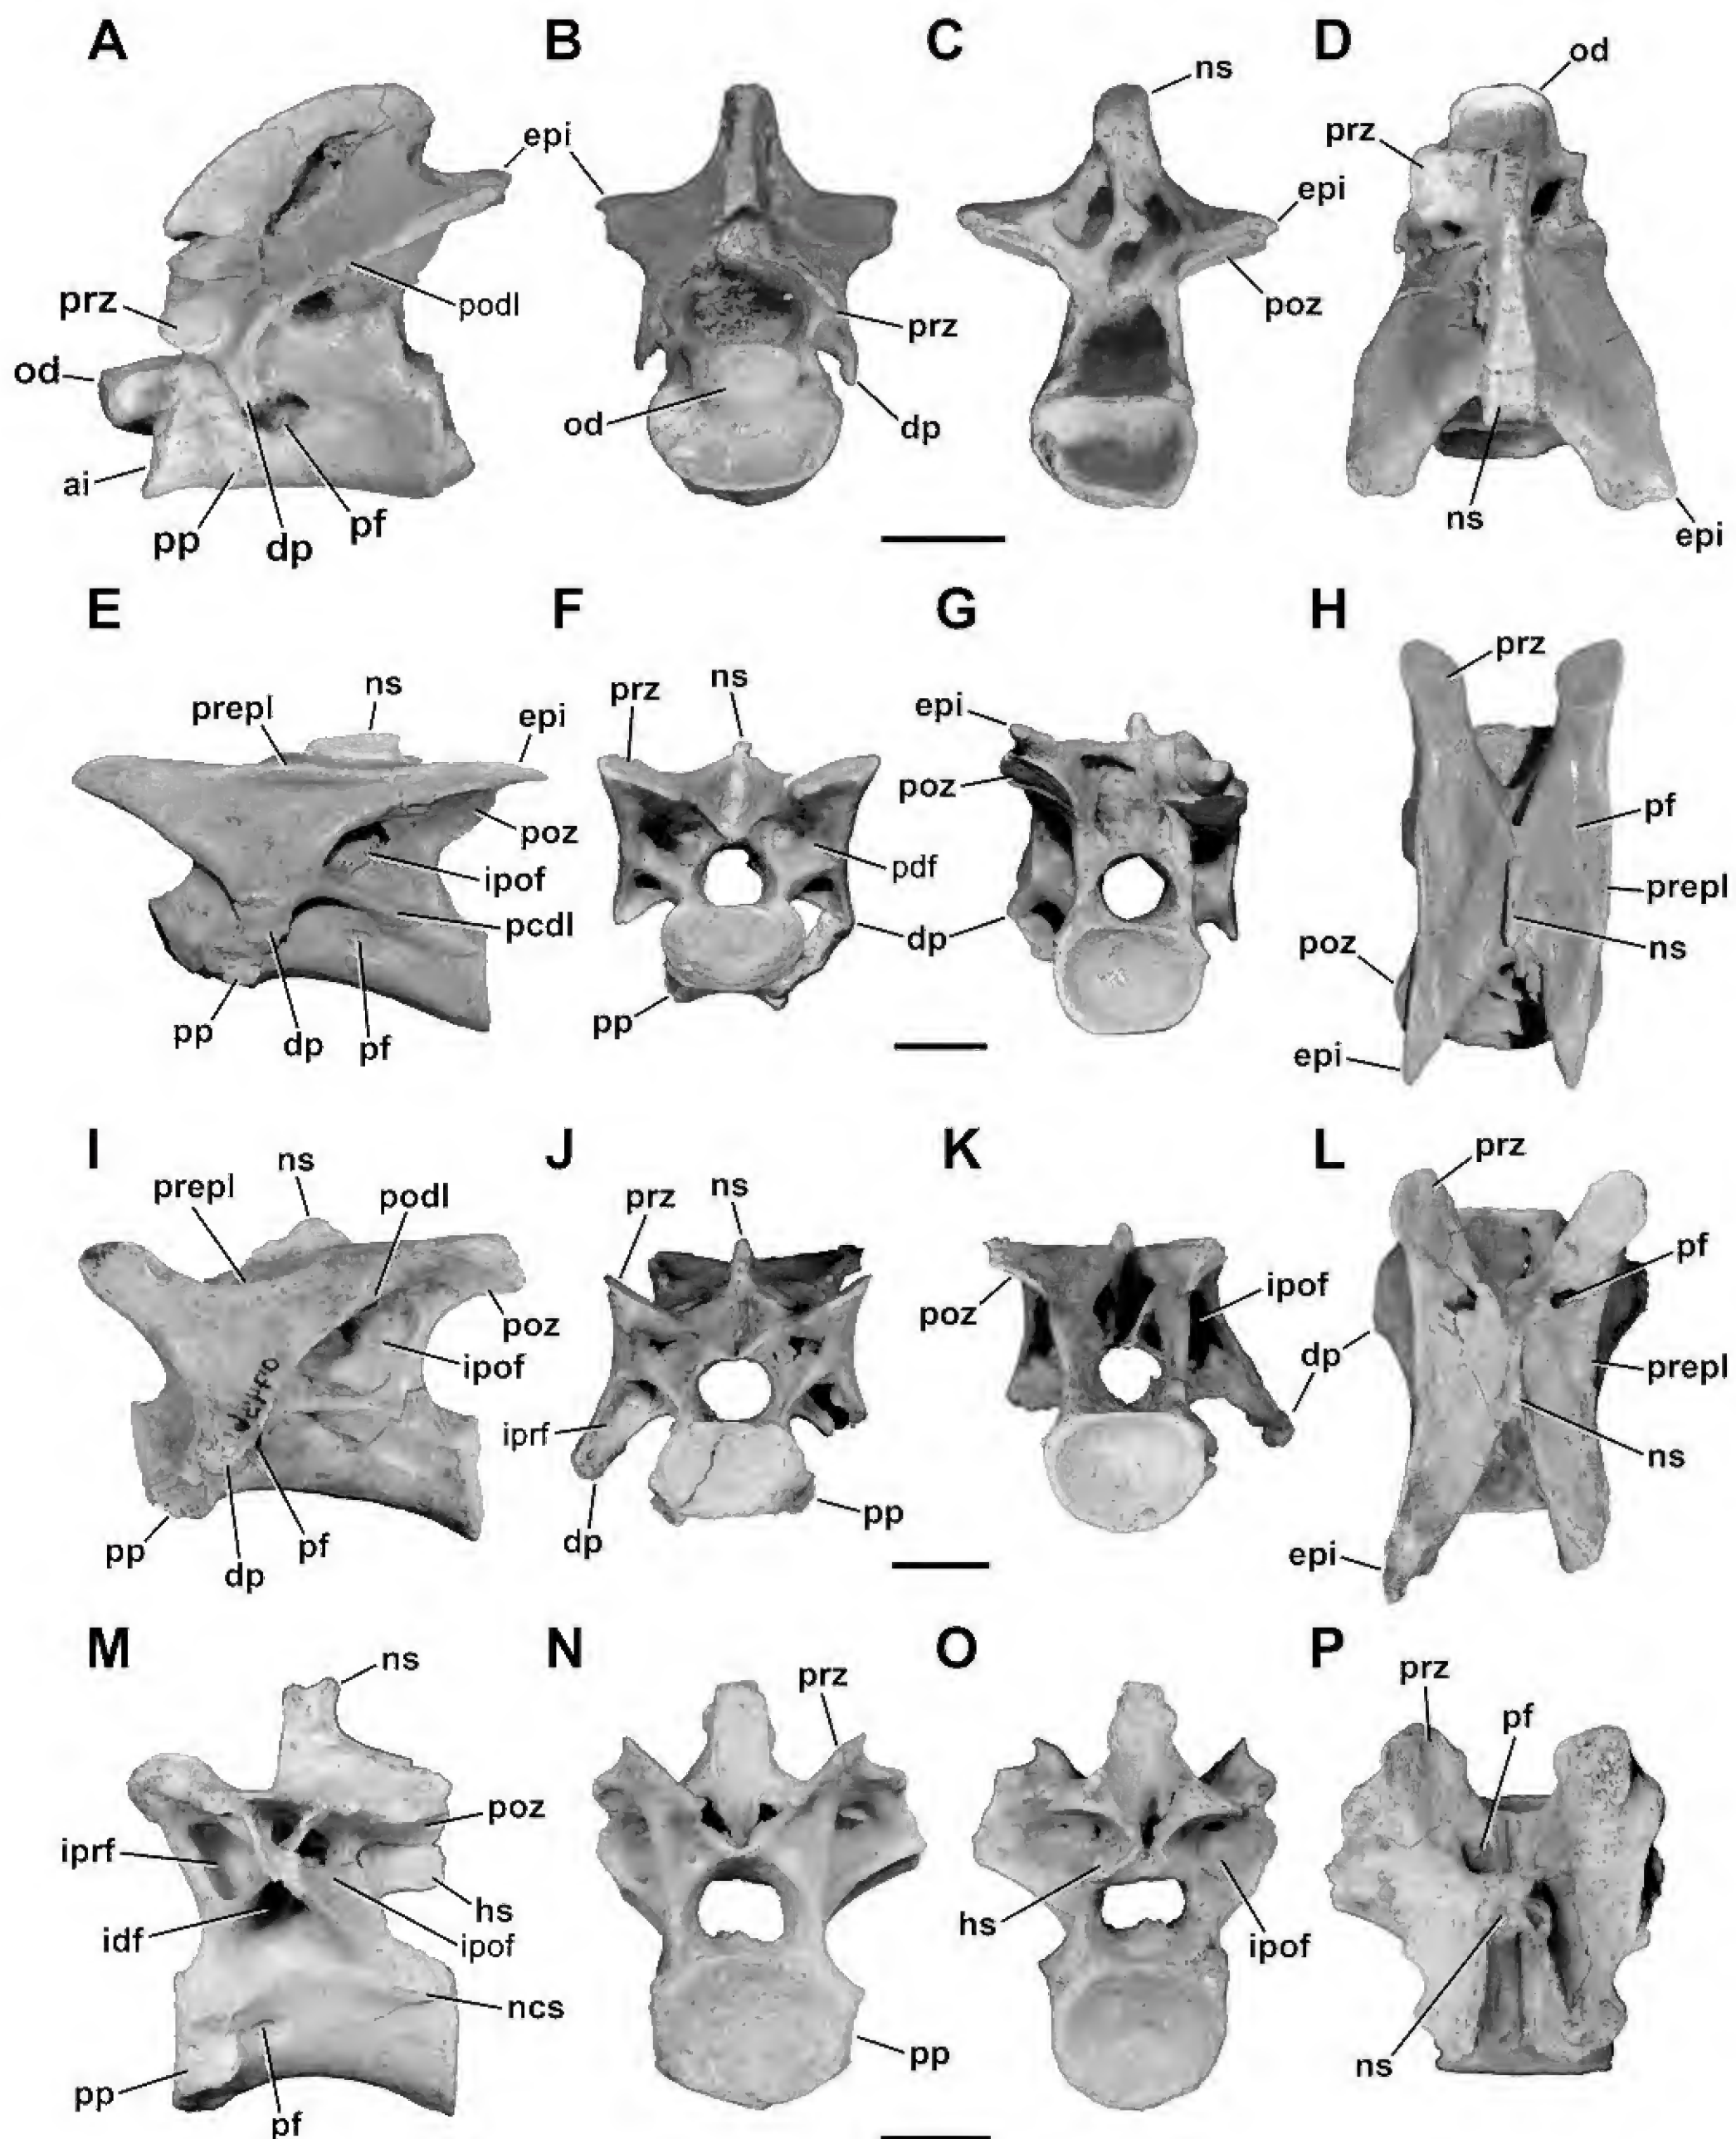 A
B
C
D
ns
od
epi
prz
epi
prz
podl
poz
prz
od
od
dp
ai
pp
dp
pf
ns
epi
E
F
G
H
prz
ns
ns
prz
epi
prepl
epi
poz
pf
poz
ipof
pdf
prepl
pcdl
dp
poz
ns
pp
dp
pf
pp
epi
I
J
K
L
prz
ns
ns
prepl
podl
prz
pf
ipof
poz
poz
dp
ipof
prepl
iprf
ns
pp
pp
dp
pf
dp
epi
M
N
O
P
ns
prz
prz
pf
poz
iprf
hs
hs
idf
ipof
ipof
ncs
pp
ns
pp
pf